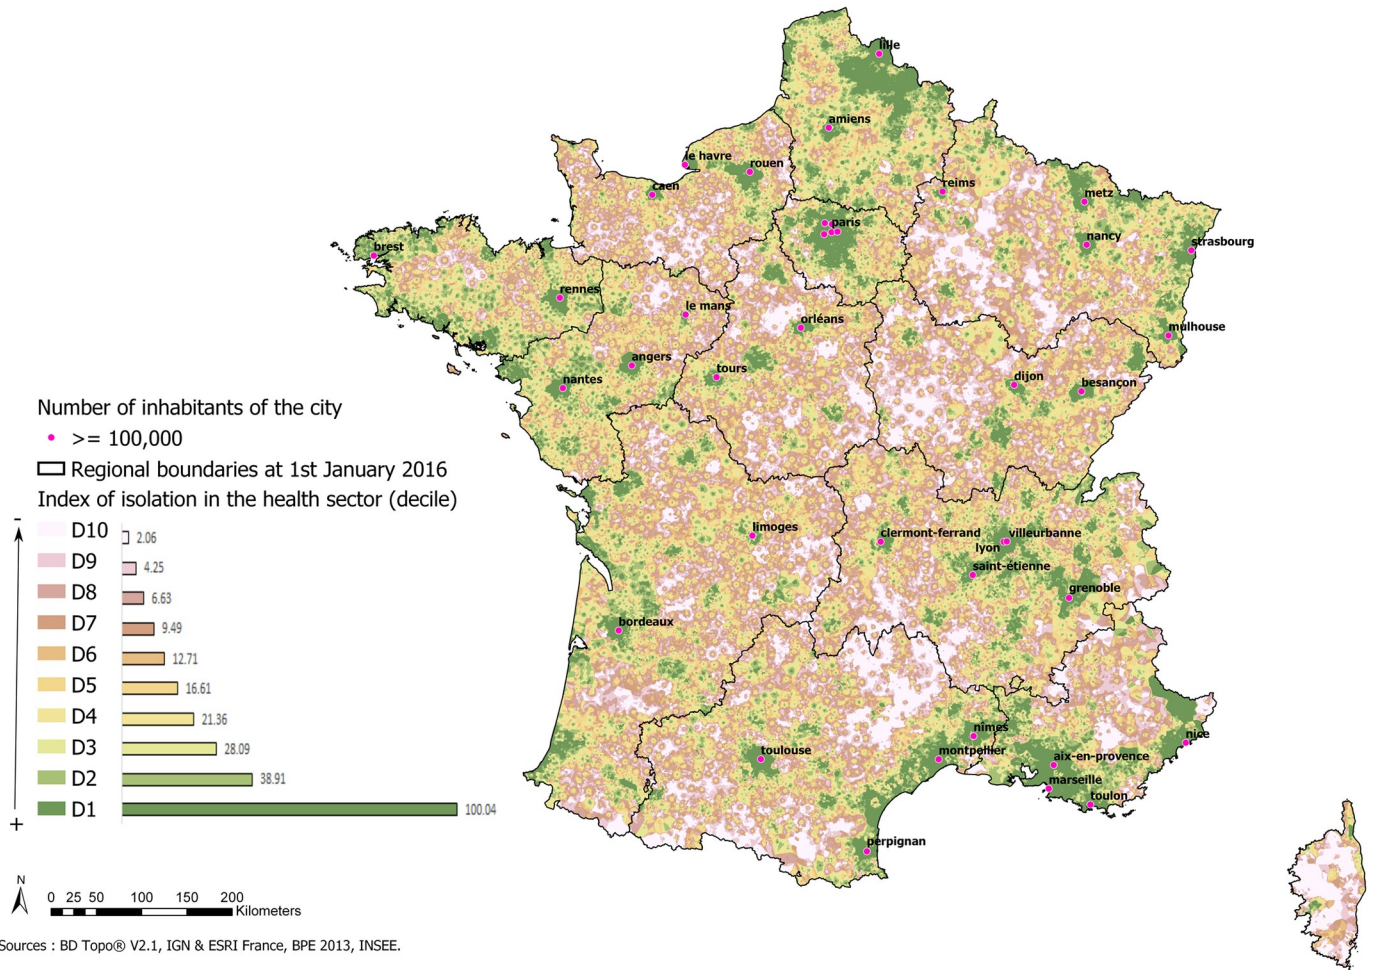 lille
amiens
le havre
rouen
caen
reims
metz
paris
nancy
strasbourg
brest
rennes
le mans
orléans
mulhouse
angers
tours
dijon
besançon
nantes
Number of inhabitants of the city
>= 100,000
Regional boundaries at 1st January 2016
Index of isolation in the health sector (decile)
-
D10 2.06
D9 4.25
D8 6.63
D7 9.49
D6 12.71
D5 16.61
D4 21.36
D3 28.09
D2 38.91
D1 100.04
+
limoges
clermont-ferrand
villeurbanne
lyon
saint-étienne
grenoble
bordeaux
nîmes
nice
toulouse
montpellier
aix-en-provence
marseille
toulon
perpignan
N
0 25 50 100 150 200
Kilometers
Sources : BD Topo® V2.1, IGN & ESRI France, BPE 2013, INSEE.